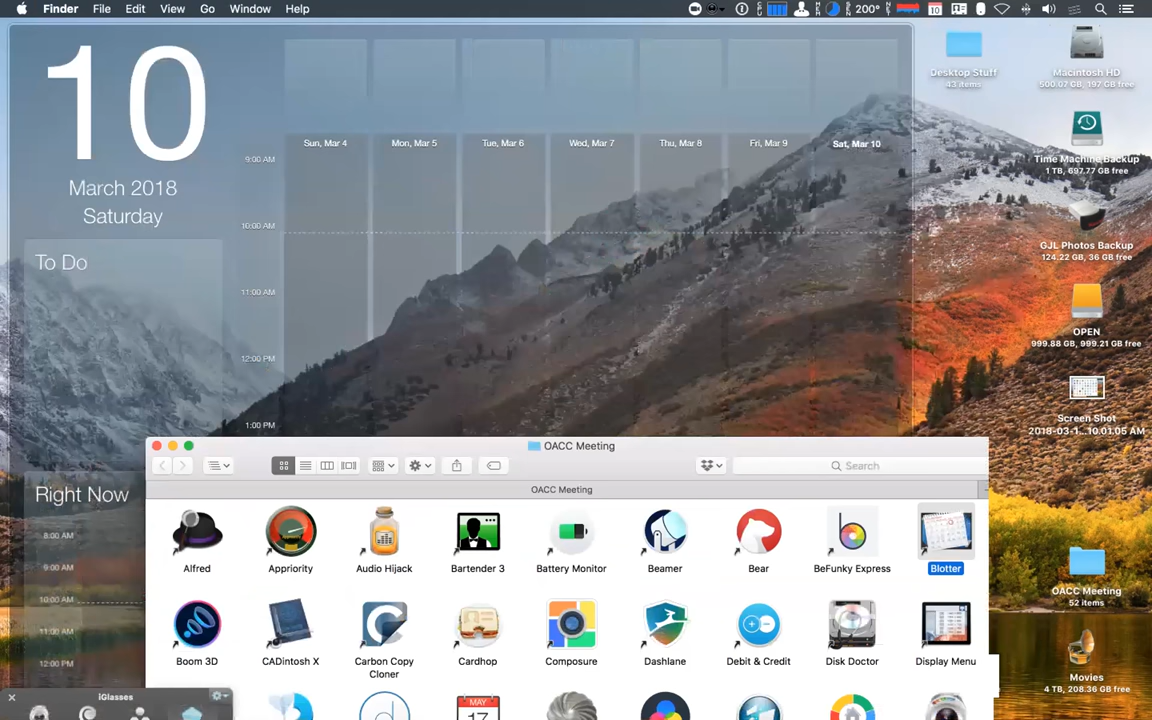 Finder File Edit View Go Window Help
200°
10
10
March 2018
Saturday
To Do
Right Now
8:00 AM
9:00 AM
10:00 AM
11:00 AM
12:00 PM
Sun, Mar 4 Mon, Mar 5 Tue, Mar 6 Wed, Mar 7 Thu, Mar 8 Fri, Mar 9 Sat, Mar 10
9:00 AM
10:00 AM
11:00 AM
12:00 PM
1:00 PM
Desktop Stuff
43 items
Macintosh HD
500.07 GB, 197 GB free
Time Machine Backup
1 TB, 697.77 GB free
GJL Photos Backup
124.22 GB, 36 GB free
OPEN
999.88 GB, 999.21 GB free
Screen Shot
2018-03-1...10.01.05 AM
OACC Meeting
52 items
Movies
4 TB, 208.36 GB free
OACC Meeting
Search
OACC Meeting
Alfred Appriority Audio Hijack Bartender 3 Battery Monitor Beamer Bear BeFunky Express Blotter
Boom 3D CADintosh X Carbon Copy Cloner Cardhop Composure Dashlane Debit & Credit Disk Doctor Display Menu
MAY
17
iGlasses